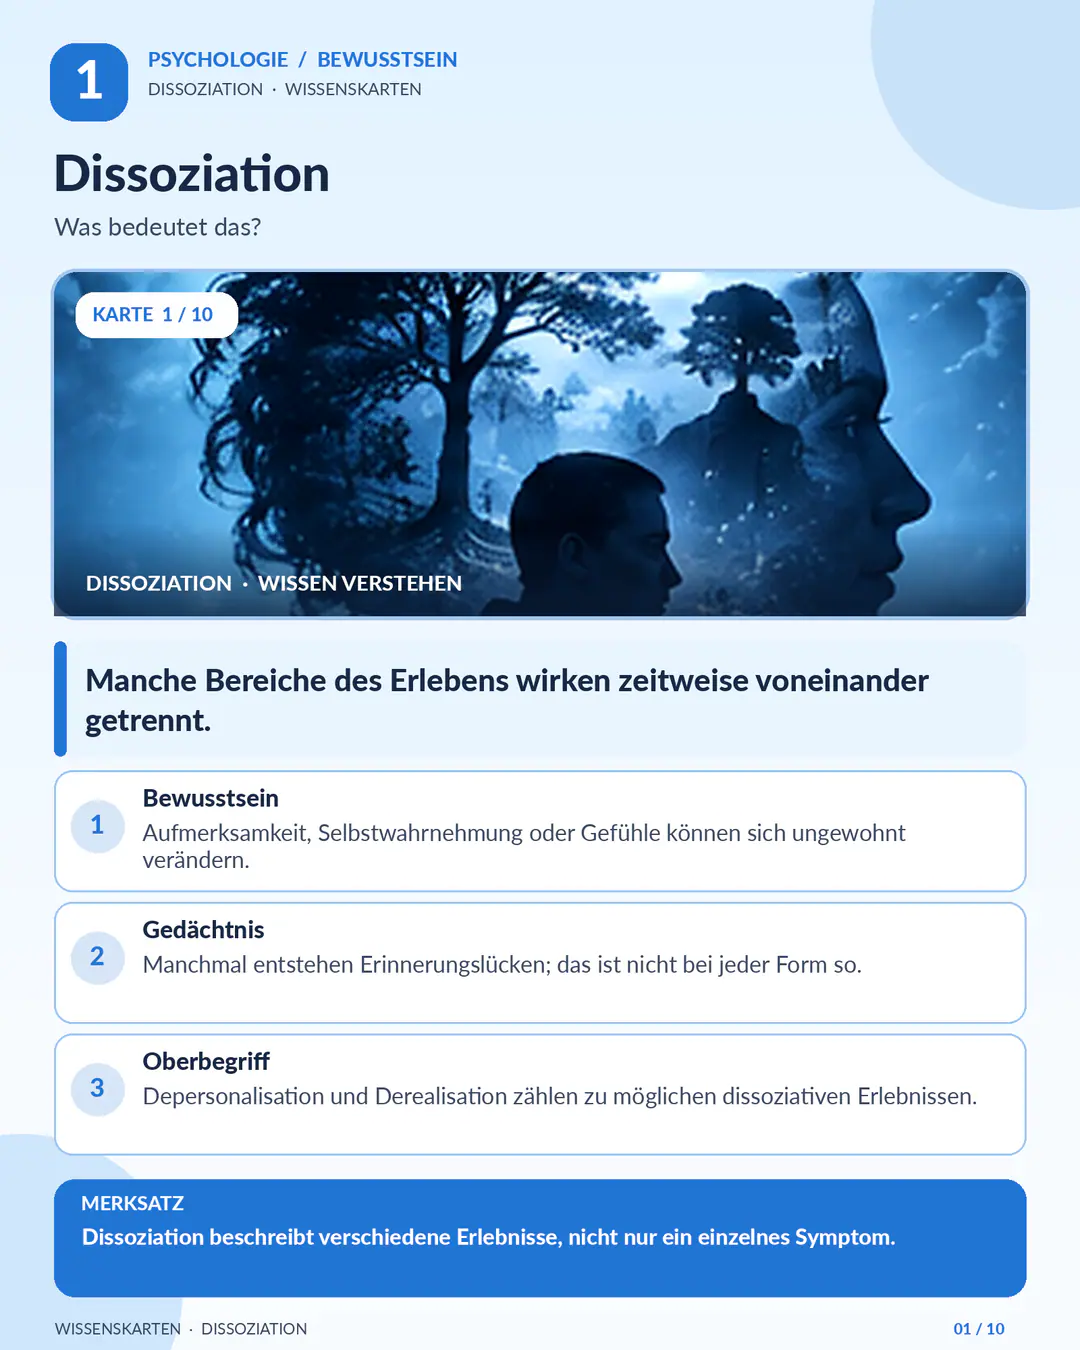 1
PSYCHOLOGIE / BEWUSSTSEIN
DISSOZIATION · WISSENSKARTEN
Dissoziation
Was bedeutet das?
KARTE 1 / 10
DISSOZIATION · WISSEN VERSTEHEN
Manche Bereiche des Erlebens wirken zeitweise voneinander
getrennt.
1
Bewusstsein
Aufmerksamkeit, Selbstwahrnehmung oder Gefühle können sich ungewohnt
verändern.
2
Gedächtnis
Manchmal entstehen Erinnerungslücken; das ist nicht bei jeder Form so.
3
Oberbegriff
Depersonalisation und Derealisation zählen zu möglichen dissoziativen Erlebnissen.
MERKSATZ
Dissoziation beschreibt verschiedene Erlebnisse, nicht nur ein einzelnes Symptom.
WISSENSKARTEN · DISSOZIATION
01 / 10